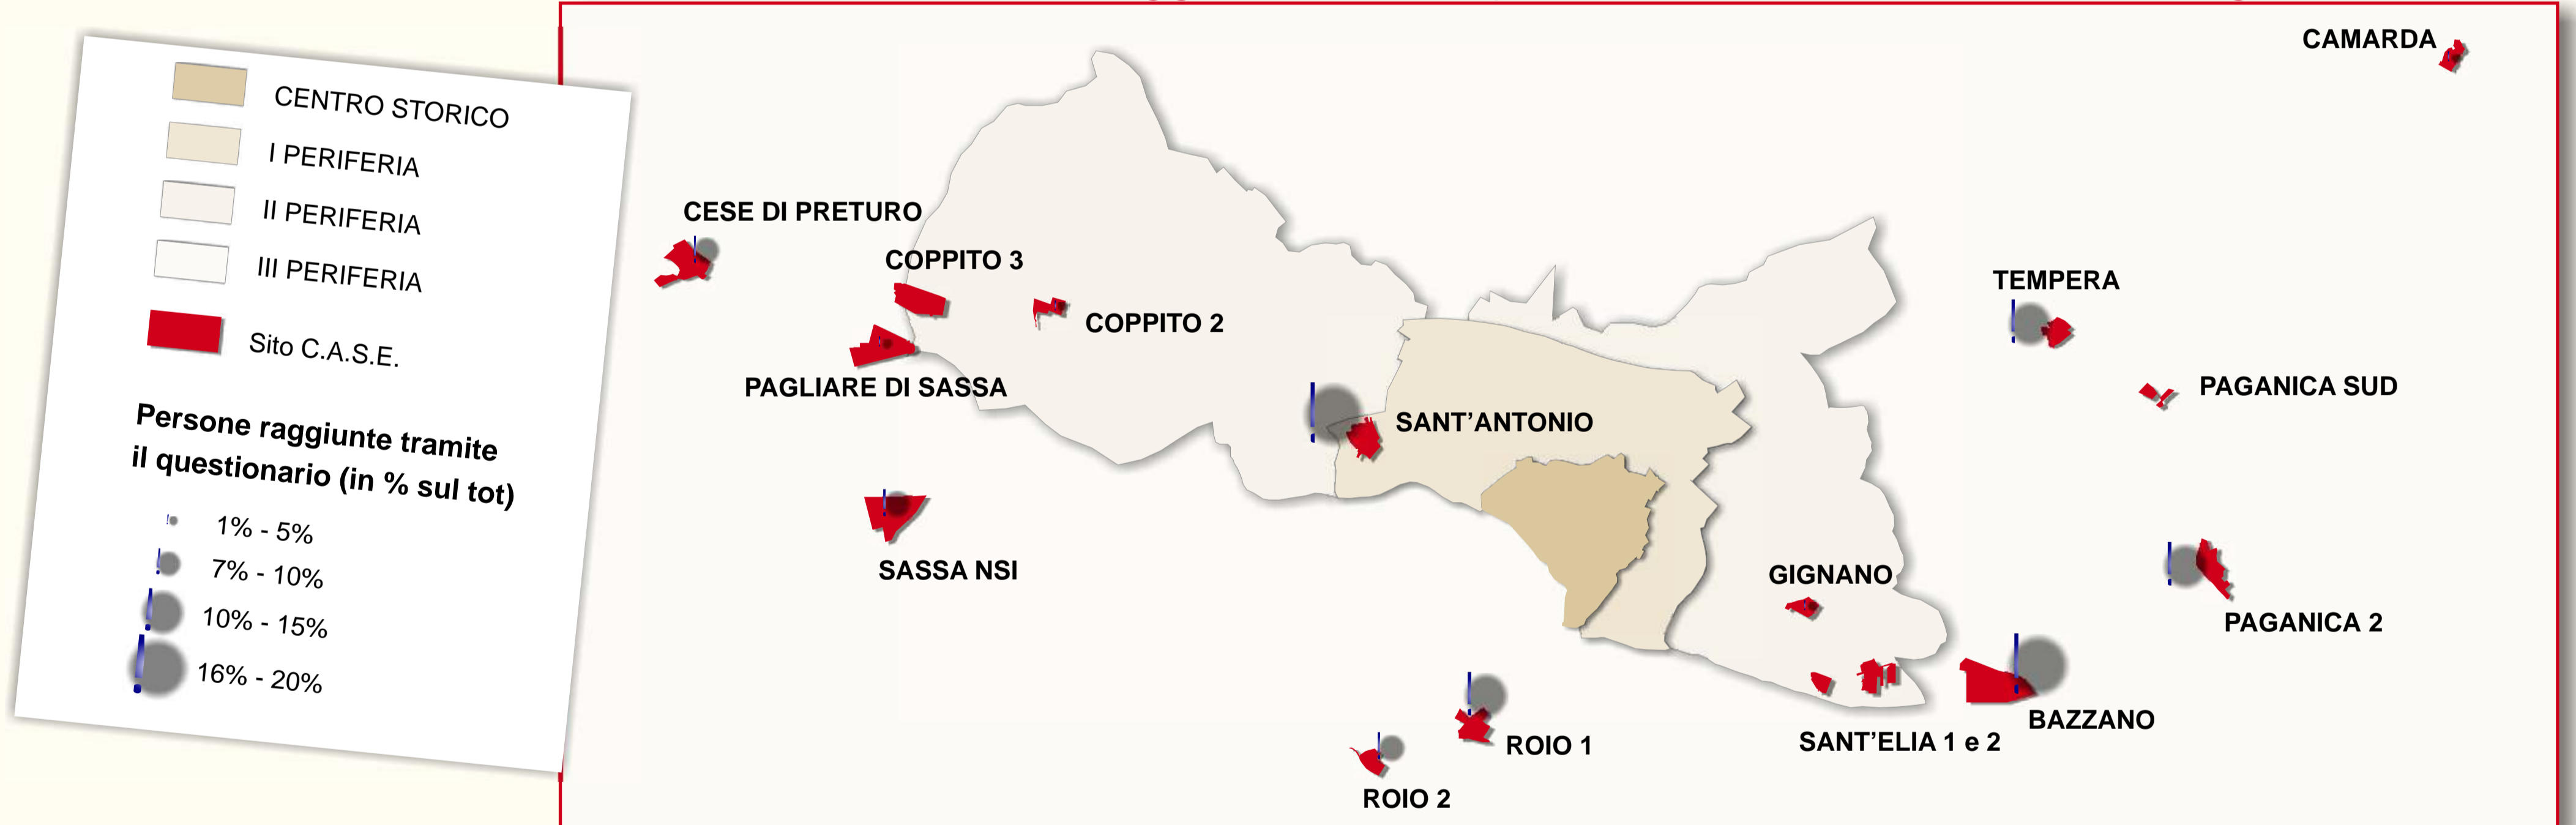 CENTRO STORICO
I PERIFERIA
II PERIFERIA
III PERIFERIA
Sito C.A.S.E.
Persone raggiunte tramite
il questionario (in % sul tot)
1% - 5%
7% - 10%
10% - 15%
16% - 20%
CAMARDA
CESE DI PRETURO
COPPITO 3
TEMPERA
COPPITO 2
PAGLIARE DI SASSA
PAGANICA SUD
SANT’ANTONIO
SASSA NSI
GIGNANO
PAGANICA 2
BAZZANO
SANT’ELIA 1 e 2
ROIO 1
ROIO 2